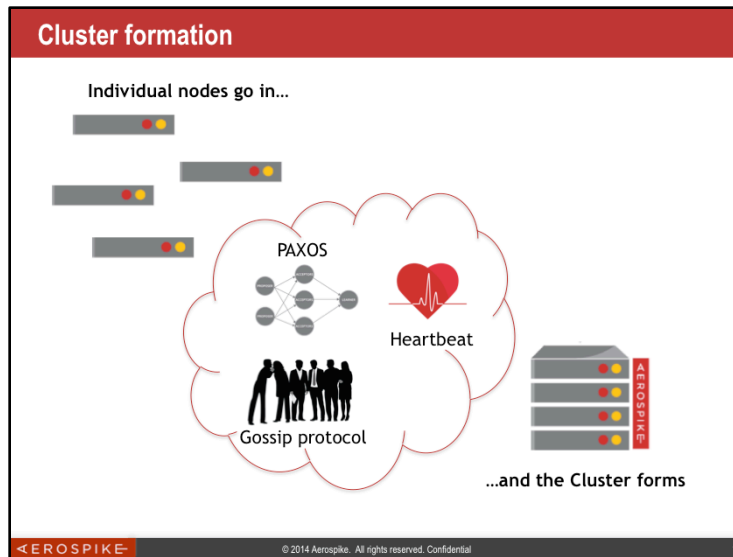 Cluster formation
Individual nodes go in…
PAXOS
Heartbeat
Gossip protocol
AEROSPIKE
…and the Cluster forms
AEROSPIKE
© 2014 Aerospike. All rights reserved. Confidential